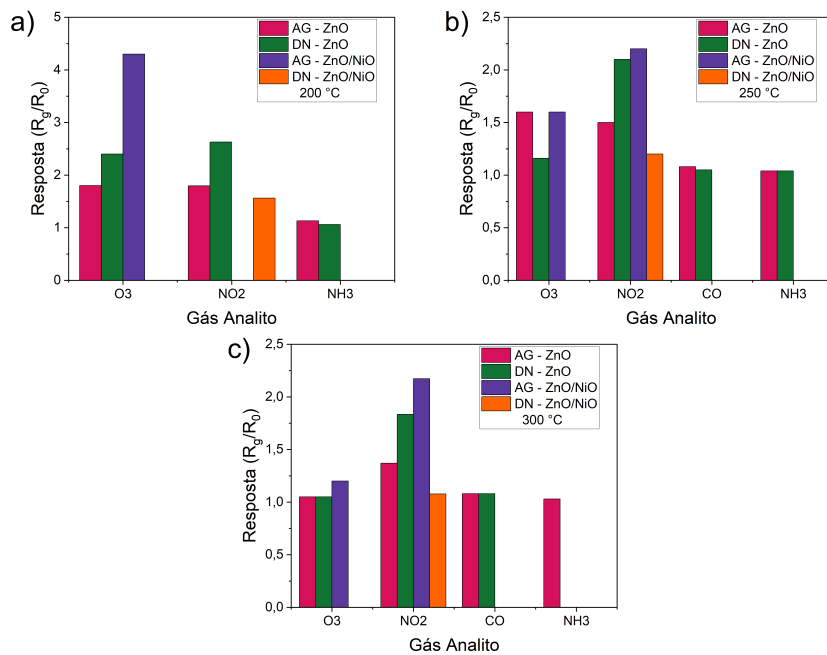 a)
5
4
3
2
1
0
Resposta (Rg/R0)
AG - ZnO
DN - ZnO
AG - ZnO/NiO
DN - ZnO/NiO
200 °C
O3 NO2 NH3
Gás Analito
b)
2,5
2,0
1,5
1,0
0,5
0,0
Resposta (Rg/R0)
AG - ZnO
DN - ZnO
AG - ZnO/NiO
DN - ZnO/NiO
250 °C
O3 NO2 CO NH3
Gás Analito
c)
2,5
2,0
1,5
1,0
0,5
0,0
Resposta (Rg/R0)
AG - ZnO
DN - ZnO
AG - ZnO/NiO
DN - ZnO/NiO
300 °C
O3 NO2 CO NH3
Gás Analito